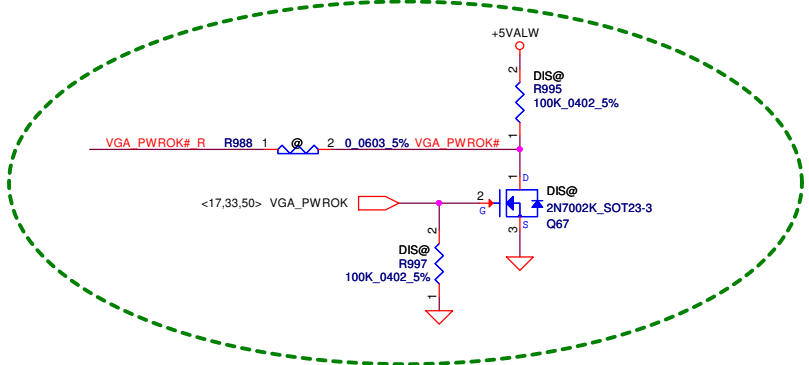 +5VALW
2
DIS@
R995
100K_0402_5%
1
VGA_PWROK#_R R988 1 @ 2 0_0603_5% VGA_PWROK#
1 D
DIS@
<17,33,50> VGA_PWROK 2 G
2N7002K_SOT23-3
S
Q67
3
2
DIS@
R997
100K_0402_5%
1